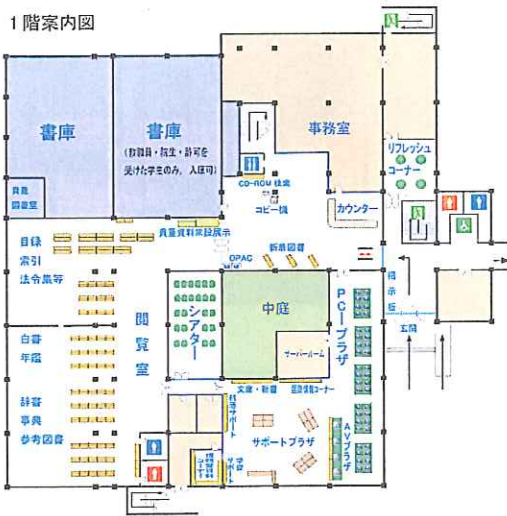 1階案内図
書庫
書庫
(教職員・院生・許可を
受けた学生のみ、入庫可)
事務室
リフレッシュ
コーナー
貴重
図書室
CD-ROM 検索
コピー機
カウンター
貴重資料常設展示
目録
索引
法令集等
新着図書
OPAC
掲示板
玄関
閲覧室
シアター
中庭
サーバールーム
PCープラザ
白書
年鑑
文庫・新書
辞書
事典
参考図書
サポートプラザ
AVプラザ
学習
サポート